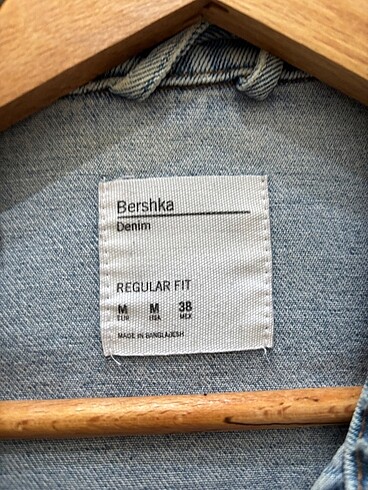 Bershka
Denim
REGULAR FIT
M M 38
EUR USA MEX
MADE IN BANGLADESH